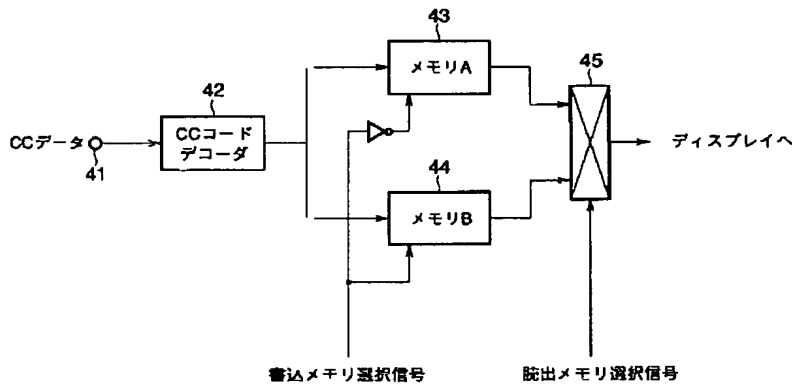 43
メモリA
45
42
CCコード
デコーダ
CCデータ
41
ディスプレイへ
44
メモリB
書込メモリ選択信号
読出メモリ選択信号